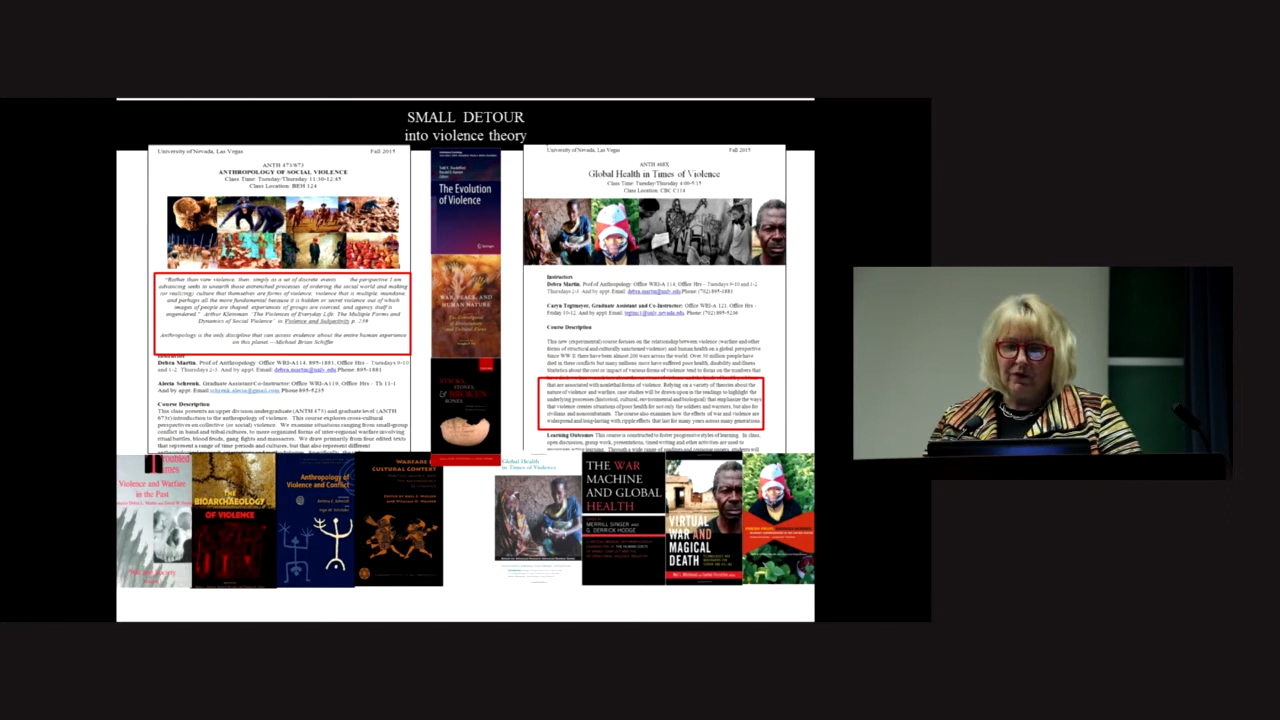 SMALL DETOUR
into violence theory
University of Nevada, Las Vegas
Fall 2015
ANTH 473/673
ANTHROPOLOGY OF SOCIAL VIOLENCE
Class Time: Tuesday/Thursday 11:30-12:45
Class Location: BEH 124
"Rather than view violence, then, simply as a set of discrete events the perspective I am
advancing seeks to unearth those entrenched processes of ordering the social world and making
(or realizing) culture that themselves are forms of violence: violence that is multiple, mundane,
and perhaps all the more fundamental because it is hidden or secret violence out of which
images of people are shaped, experiences of groups are coerced, and agency itself is
engendered." Arthur Kleinman "The Violences of Everyday Life: The Multiple Forms and
Dynamics of Social Violence" in Violence and Subjectivity p. 239
Anthropology is the only discipline that can access evidence about the entire human experience
on this planet —Michael Brian Schiffer
Debra Martin, Prof of Anthropology: Office WRI-A114, 895-1881, Office Hrs - Tuesdays 9-10
and 1-2 Thursdays 2-3. And by appt. Email: debra.martin@unlv.edu Phone 895-1881
Alecia Schrenk, Graduate Assistant/Co-Instructor: Office WRI-A119, Office Hrs - Th 11-1
And by appt. Email schrenk.alecia@gmail.com Phone 895-5235
Course Description
This class presents an upper division undergraduate (ANTH 473) and graduate level (ANTH
673) introduction to the anthropology of violence. This course explores cross-cultural
perspectives on collective (or social) violence. We examine situations ranging from small-group
conflict in band and tribal cultures, to more organized forms of inter-regional warfare involving
ritual battles, blood feuds, gang fights and massacres. We draw primarily from four edited texts
that represent a range of time periods and cultures, but that also represent different
The Evolution
of Violence
Springer
WAR, PEACE, AND
HUMAN NATURE
STICKS,
STONES,
& BROKEN
BONES
University of Nevada, Las Vegas
Fall 2015
ANTH 488X
Global Health in Times of Violence
Class Time: Tuesday/Thursday 4:00-5:15
Class Location: CBC C114
Instructors
Debra Martin, Prof. of Anthropology: Office WRI-A 114, Office Hrs - Tuesdays 9-10 and 1-2
Thursdays 2-3. And by appt. Email: debra.martin@unlv.edu Phone: (702) 895-1881
Caryn Tegtmeyer, Graduate Assistant and Co-Instructor: Office WRI-A 121, Office Hrs -
Friday 10-12. And by appt. Email: tegtmc1@unlv.nevada.edu, Phone: (702) 895-5236
Course Description
This new (experimental) course focuses on the relationship between violence (warfare and other
forms of structural and culturally sanctioned violence) and human health on a global perspective
Since WW II there have been almost 200 wars across the world. Over 50 million people have
died in these conflicts but many millions more have suffered poor health, disability and illness
Statistics about the cost or impact of various forms of violence tend to focus on the numbers that
that are associated with nonlethal forms of violence. Relying on a variety of theories about the
nature of violence and warfare, case studies will be drawn upon in the readings to highlight the
underlying processes (historical, cultural, environmental and biological) that emphasize the ways
that violence creates situations of poor health for not only the soldiers and warriors, but also for
civilians and noncombatants. The course also examines how the effects of war and violence are
widespread and long-lasting with ripple effects that last for many years across many generations
Learning Outcomes This course is constructed to foster progressive styles of learning. In class,
open discussion, group work, presentations, timed writing and other activities are used to
Troubled
Times
Violence and Warfare
in the Past
THE
BIOARCHAEOLOGY
OF VIOLENCE
Anthropology of
Violence and Conflict
WARFARE
CULTURAL CONTEXT
Global Health
in Times of Violence
THE WAR
MACHINE
AND GLOBAL
HEALTH
MERRILL SINGER and
G. DERRICK HODGE
VIRTUAL
WAR AND
MAGICAL
DEATH